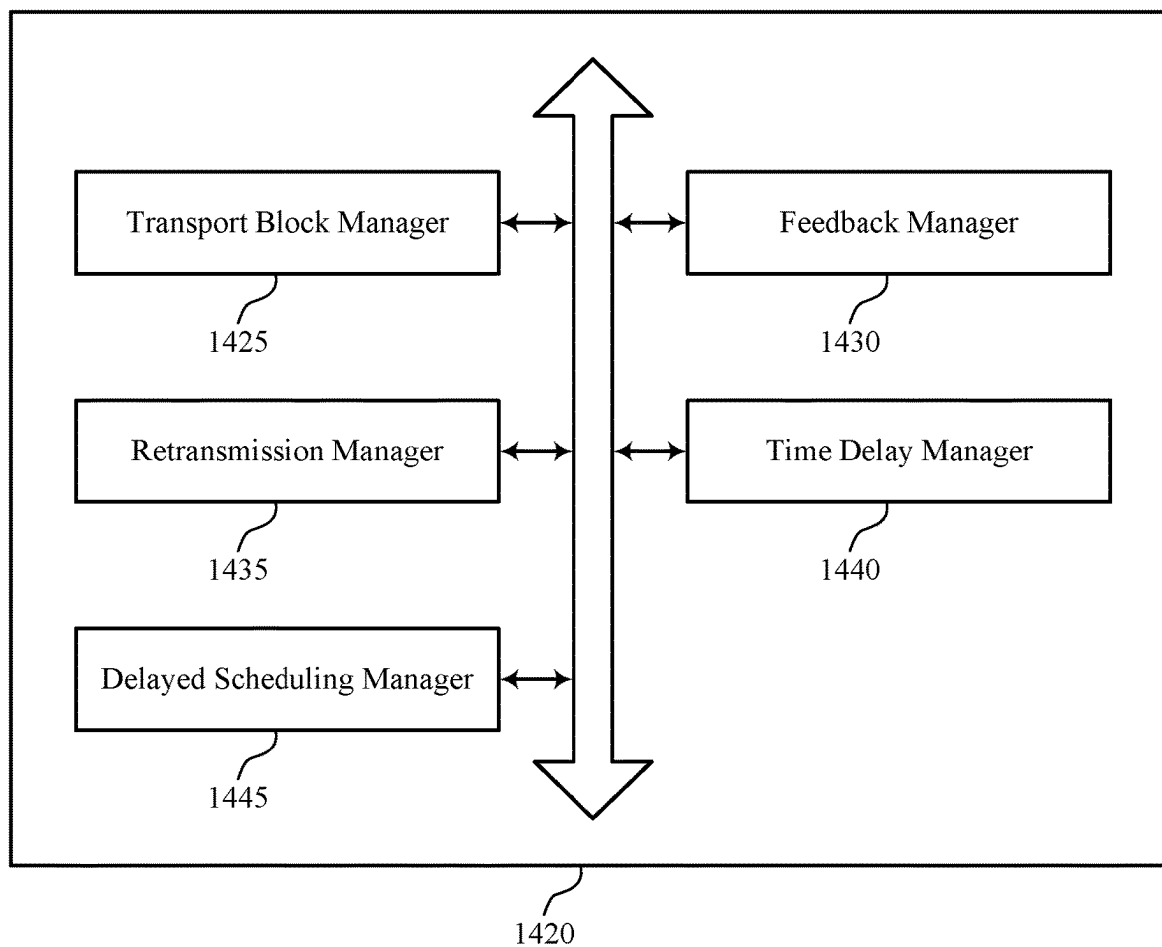 Transport Block Manager
Feedback Manager
1425
1430
Retransmission Manager
Time Delay Manager
1435
1440
Delayed Scheduling Manager
1445
1420